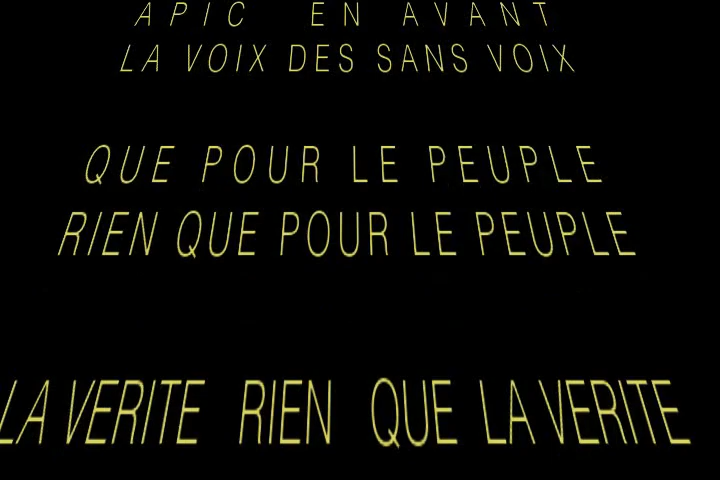 APIC EN AVANT
LA VOIX DES SANS VOIX
QUE POUR LE PEUPLE
RIEN QUE POUR LE PEUPLE
LA VERITE RIEN QUE LA VERITE